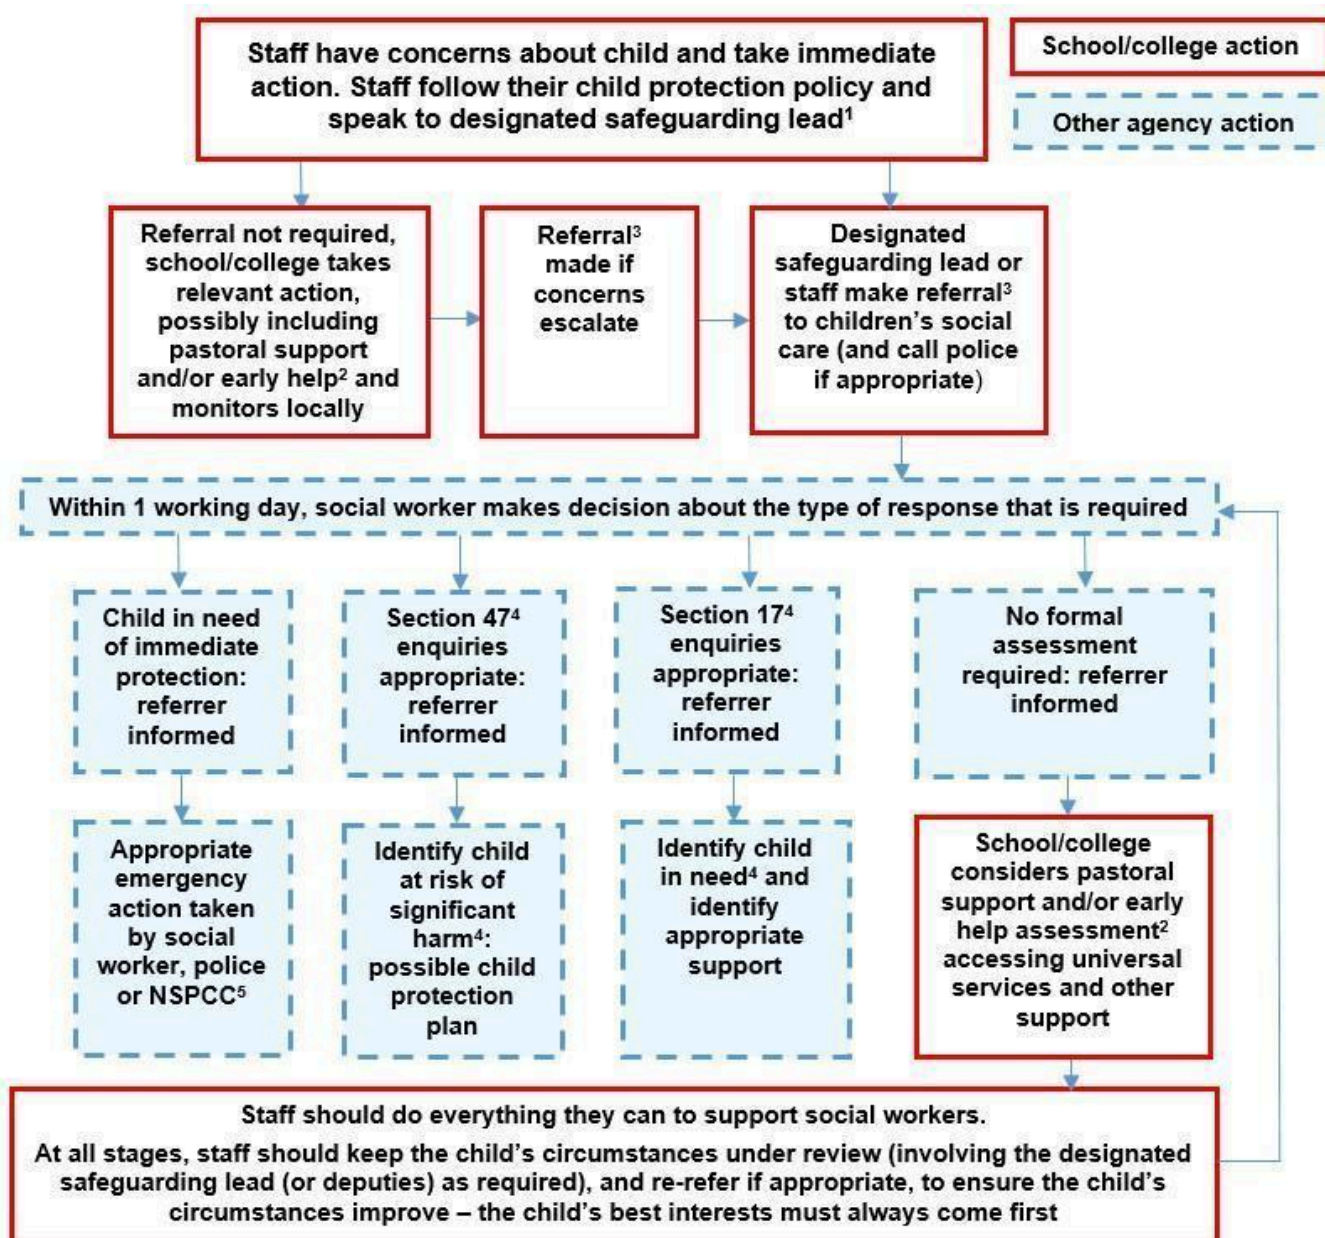 Staff have concerns about child and take immediate
action. Staff follow their child protection policy and
speak to designated safeguarding lead¹
School/college action
Other agency action
Referral not required,
school/college takes
relevant action,
possibly including
pastoral support
and/or early help² and
monitors locally
Referral³
made if
concerns
escalate
Designated
safeguarding lead or
staff make referral³
to children’s social
care (and call police
if appropriate)
Within 1 working day, social worker makes decision about the type of response that is required
Child in need
of immediate
protection:
referrer
informed
Section 47⁴
enquiries
appropriate:
referrer
informed
Section 17⁴
enquiries
appropriate:
referrer
informed
No formal
assessment
required: referrer
informed
Appropriate
emergency
action taken
by social
worker, police
or NSPCC⁵
Identify child
at risk of
significant
harm⁴:
possible child
protection
plan
Identify child
in need⁴ and
identify
appropriate
support
School/college
considers pastoral
support and/or early
help assessment²
accessing universal
services and other
support
Staff should do everything they can to support social workers.
At all stages, staff should keep the child’s circumstances under review (involving the designated
safeguarding lead (or deputies) as required), and re-refer if appropriate, to ensure the child’s
circumstances improve – the child’s best interests must always come first